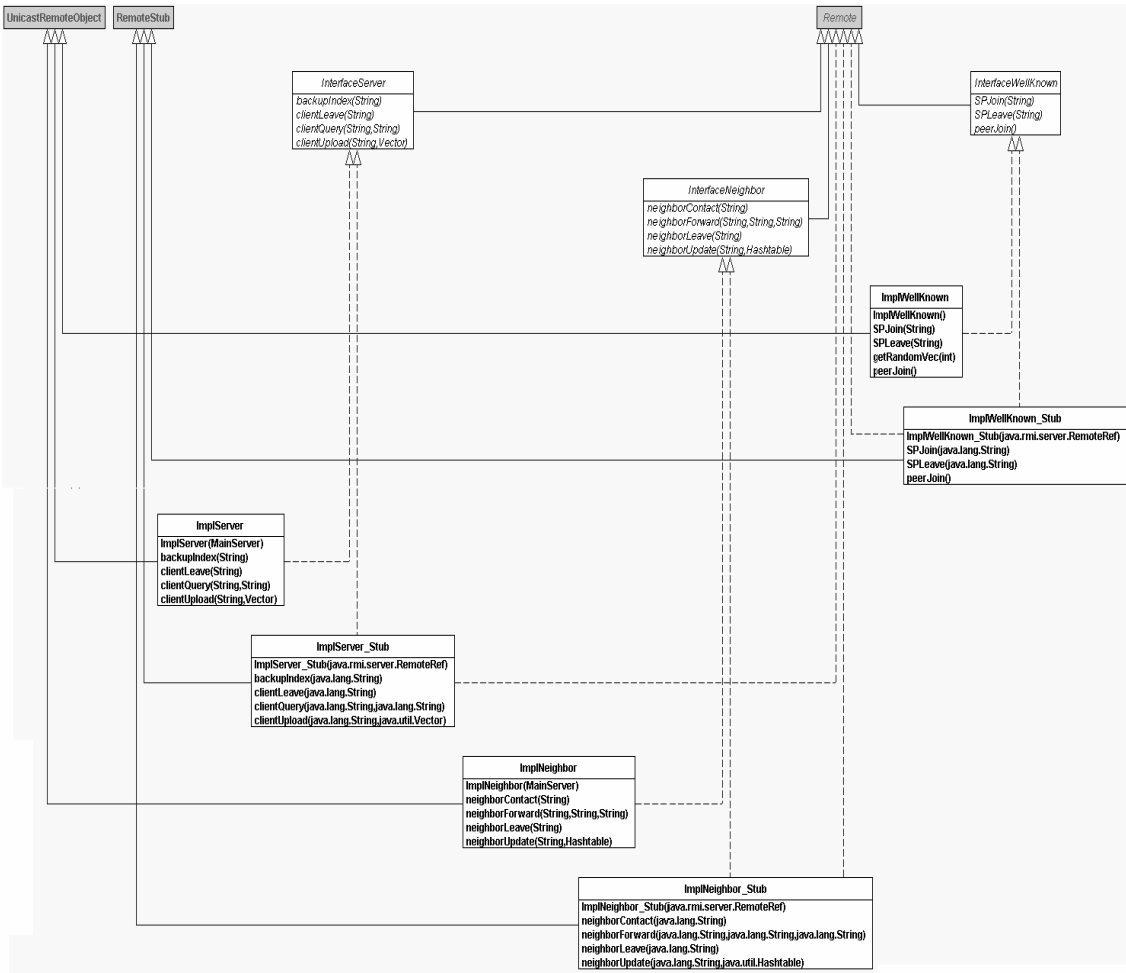 UnicastRemoteObject
RemoteStub
Remote
InterfaceServer
backupIndex(String)
clientLeave(String)
clientQuery(String,String)
clientUpload(String,Vector)
InterfaceWellKnown
SPJoin(String)
SPLeave(String)
peerJoin()
InterfaceNeighbor
neighborContact(String)
neighborForward(String,String,String)
neighborLeave(String)
neighborUpdate(String,Hashtable)
ImplWellKnown
ImplWellKnown()
SPJoin(String)
SPLeave(String)
getRandomVec(int)
peerJoin()
ImplWellKnown_Stub
ImplWellKnown_Stub(java.rmi.server.RemoteRef)
SPJoin(java.lang.String)
SPLeave(java.lang.String)
peerJoin()
ImplServer
ImplServer(MainServer)
backupIndex(String)
clientLeave(String)
clientQuery(String,String)
clientUpload(String,Vector)
ImplServer_Stub
ImplServer_Stub(java.rmi.server.RemoteRef)
backupIndex(java.lang.String)
clientLeave(java.lang.String)
clientQuery(java.lang.String,java.lang.String)
clientUpload(java.lang.String,java.util.Vector)
ImplNeighbor
ImplNeighbor(MainServer)
neighborContact(String)
neighborForward(String,String,String)
neighborLeave(String)
neighborUpdate(String,Hashtable)
ImplNeighbor_Stub
ImplNeighbor_Stub(java.rmi.server.RemoteRef)
neighborContact(java.lang.String)
neighborForward(java.lang.String,java.lang.String,java.lang.String)
neighborLeave(java.lang.String)
neighborUpdate(java.lang.String,java.util.Hashtable)